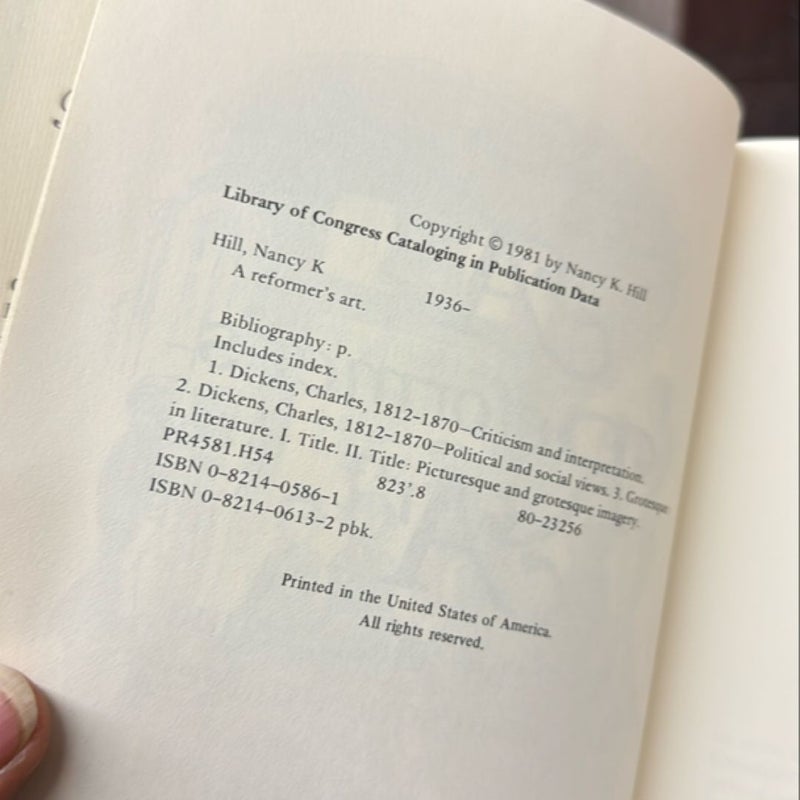 Copyright © 1981 by Nancy K. Hill
Library of Congress Cataloging in Publication Data
Hill, Nancy K 1936–
A reformer's art.
Bibliography: p.
Includes index.
1. Dickens, Charles, 1812–1870—Criticism and interpretation.
2. Dickens, Charles, 1812–1870—Political and social views. 3. Grotesque
in literature. I. Title. II. Title: Picturesque and grotesque imagery.
PR4581.H54 823'.8 80–23256
ISBN 0–8214–0586–1
ISBN 0–8214–0613–2 pbk.
Printed in the United States of America.
All rights reserved.